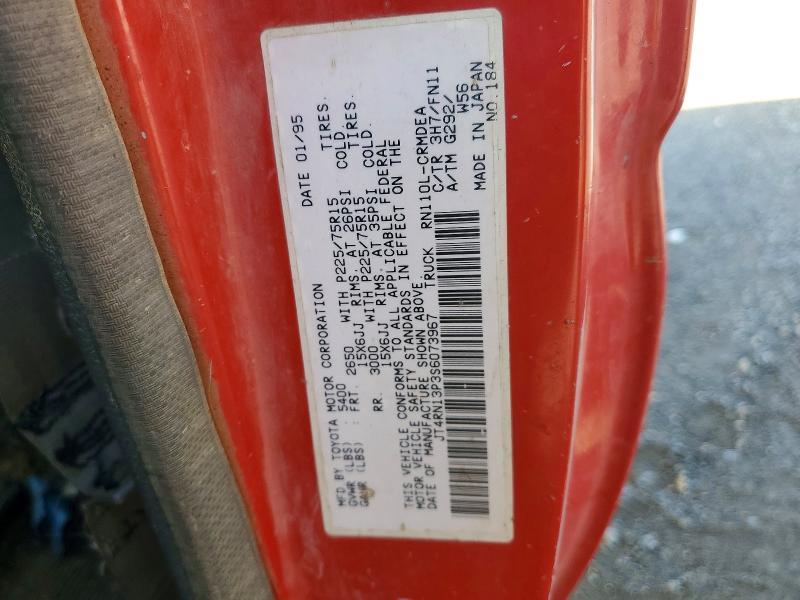 MFD BY TOYOTA MOTOR CORPORATION DATE 01/95
GVWR (LBS) : 5400
GAWR (LBS) : FRT. 2650 WITH P225/75R15 TIRES.
15X6JJ RIMS. AT 26PSI COLD.
RR. 3000 WITH P225/75R15 TIRES.
15X6JJ RIMS. AT 35PSI COLD.
THIS VEHICLE CONFORMS TO ALL APPLICABLE FEDERAL
MOTOR VEHICLE SAFETY STANDARDS IN EFFECT ON THE
DATE OF MANUFACTURE SHOWN ABOVE.
JT4RN13P3S6073967 TRUCK RN110L-CRMDEA
C/TR 3H7/FN11
A/TM G292/
W56
MADE IN JAPAN
NO.184